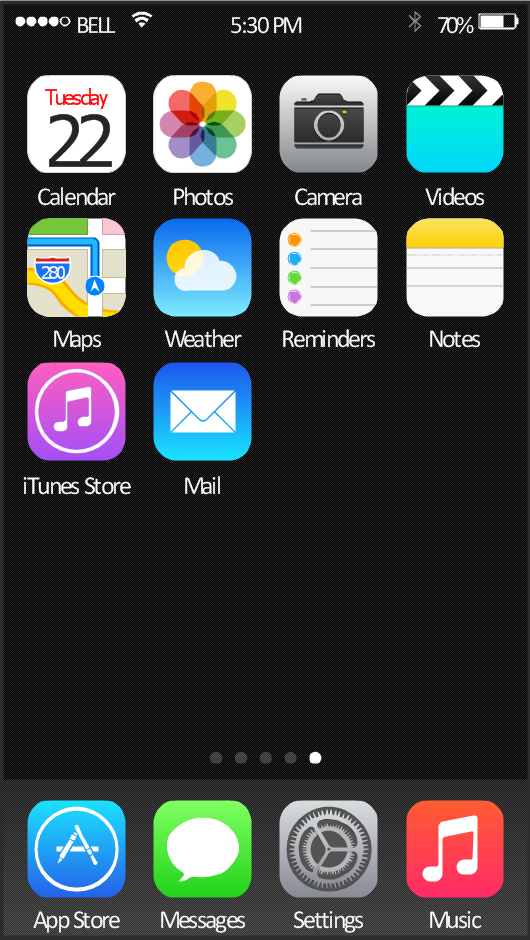 BELL 5:30 PM 70%
Tuesday
22
Calendar Photos Camera Videos
280
Maps Weather Reminders Notes
iTunes Store Mail
App Store Messages Settings Music